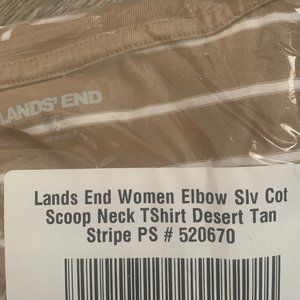 LANDS' END
Lands End Women Elbow Slv Cot
Scoop Neck TShirt Desert Tan
Stripe PS # 520670